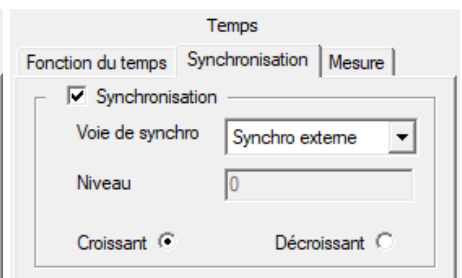 Temps
Fonction du temps Synchronisation Mesure
Synchronisation
Voie de synchro Synchro externe
Niveau 0
Croissant Décroissant